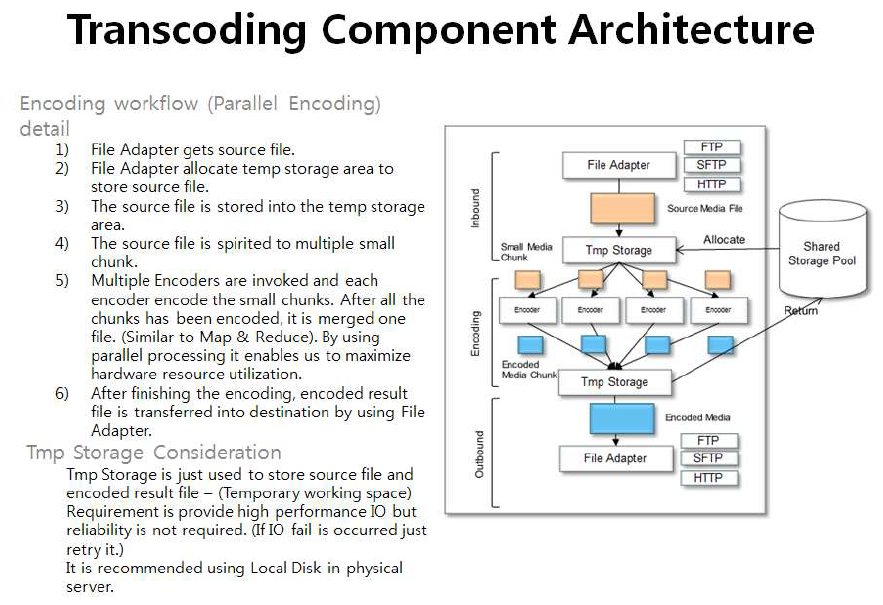 Transcoding Component Architecture
Encoding workflow (Parallel Encoding)
detail
1) File Adapter gets source file.
2) File Adapter allocate temp storage area to
store source file.
3) The source file is stored into the temp storage
area.
4) The source file is spirited to multiple small
chunk.
5) Multiple Encoders are invoked and each
encoder encode the small chunks. After all the
chunks has been encoded, it is merged one
file. (Similar to Map & Reduce). By using
parallel processing it enables us to maximize
hardware resource utilization.
6) After finishing the encoding, encoded result
file is transferred into destination by using File
Adapter.
Tmp Storage Consideration
Tmp Storage is just used to store source file and
encoded result file – (Temporary working space)
Requirement is provide high performance IO but
reliability is not required. (If IO fail is occurred just
retry it.)
It is recommended using Local Disk in physical
server.
Inbound
File Adapter
FTP
SFTP
HTTP
Source Media File
Small Media
Chunk
Tmp Storage
Allocate
Shared
Storage Pool
Encoding
Encoder
Encoder
Encoder
Encoder
Return
Encoded
Media Chunk
Tmp Storage
Outbound
Encoded Media
File Adapter
FTP
SFTP
HTTP